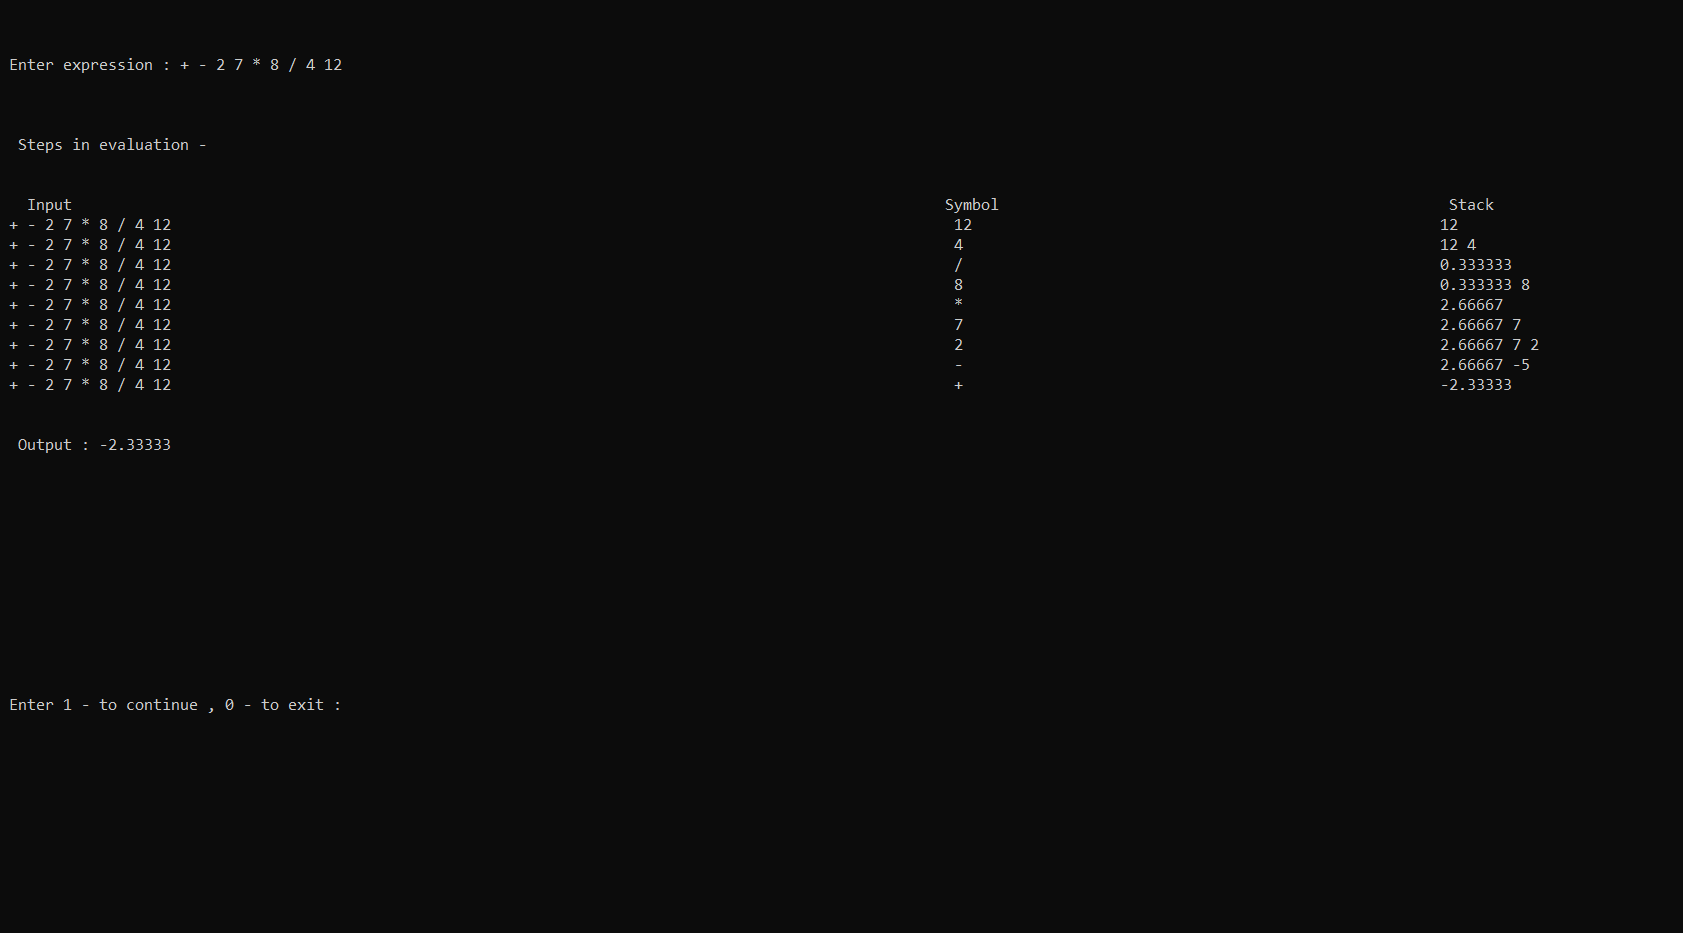 Enter expression : + - 2 7 * 8 / 4 12
Steps in evaluation -
Input Symbol Stack
+ - 2 7 * 8 / 4 12 12 12
+ - 2 7 * 8 / 4 12 4 12 4
+ - 2 7 * 8 / 4 12 / 0.333333
+ - 2 7 * 8 / 4 12 8 0.333333 8
+ - 2 7 * 8 / 4 12 * 2.66667
+ - 2 7 * 8 / 4 12 7 2.66667 7
+ - 2 7 * 8 / 4 12 2 2.66667 7 2
+ - 2 7 * 8 / 4 12 - 2.66667 -5
+ - 2 7 * 8 / 4 12 + -2.33333
Output : -2.33333
Enter 1 - to continue , 0 - to exit :